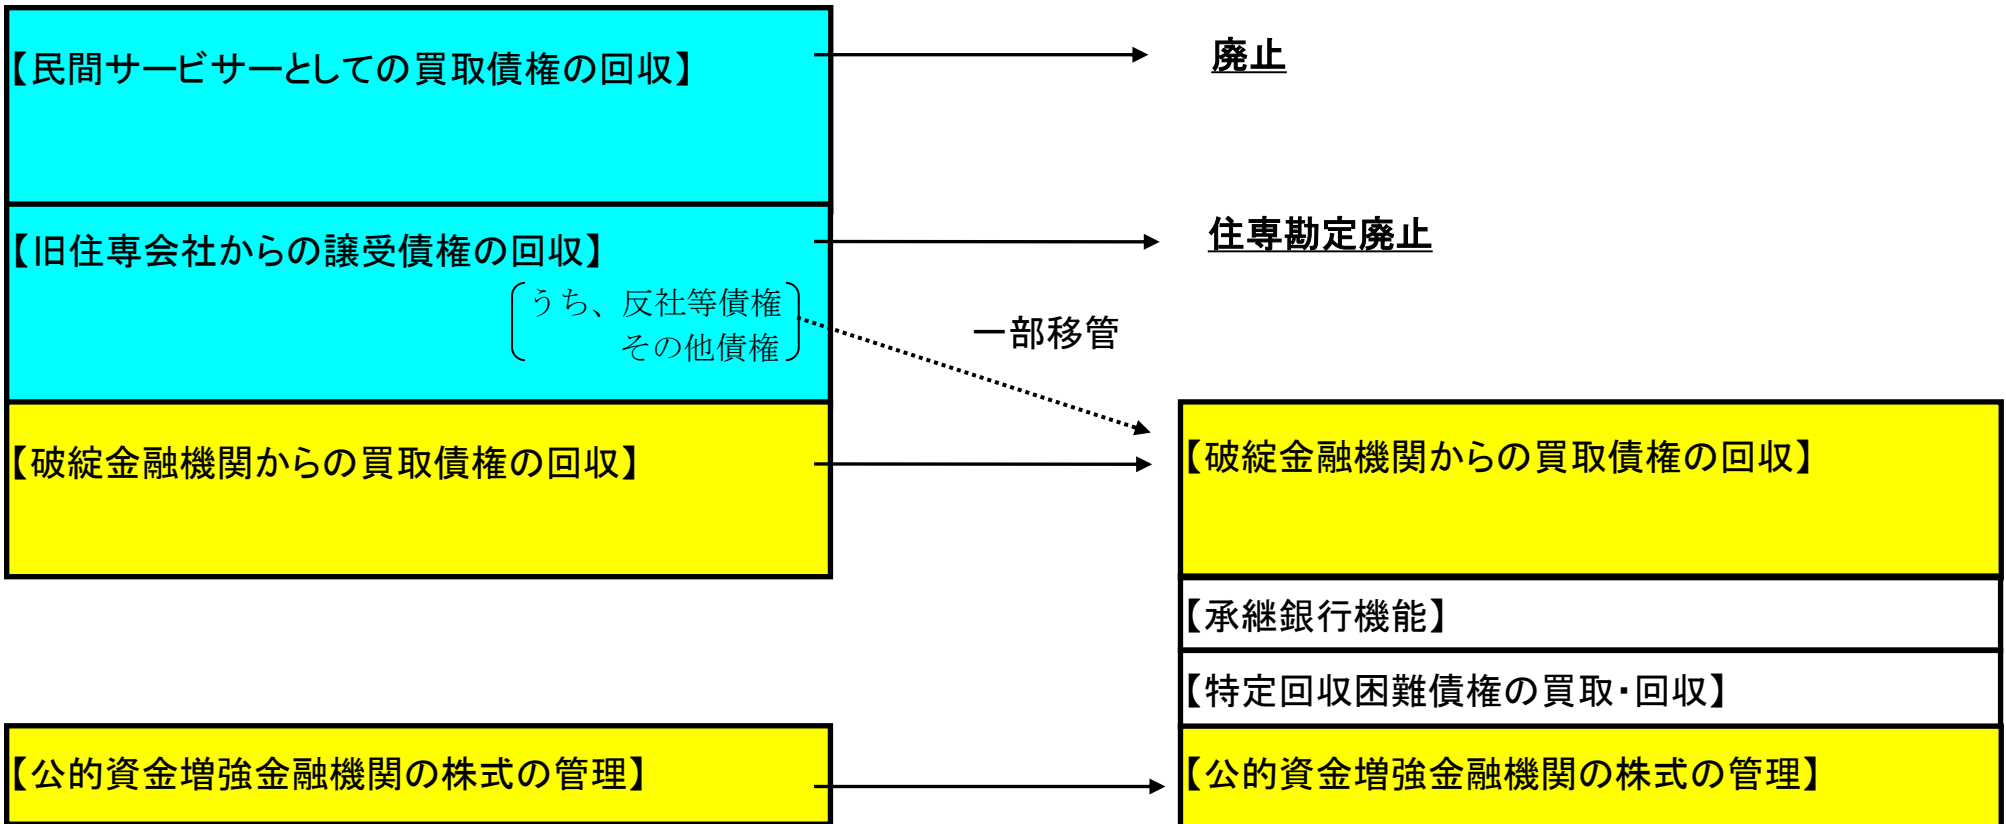 【民間サービサーとしての買取債権の回収】
廃止
【旧住専会社からの譲受債権の回収】
住専勘定廃止
うち、反社等債権
その他債権
一部移管
【破綻金融機関からの買取債権の回収】
【破綻金融機関からの買取債権の回収】
【承継銀行機能】
【特定回収困難債権の買取・回収】
【公的資金増強金融機関の株式の管理】
【公的資金増強金融機関の株式の管理】